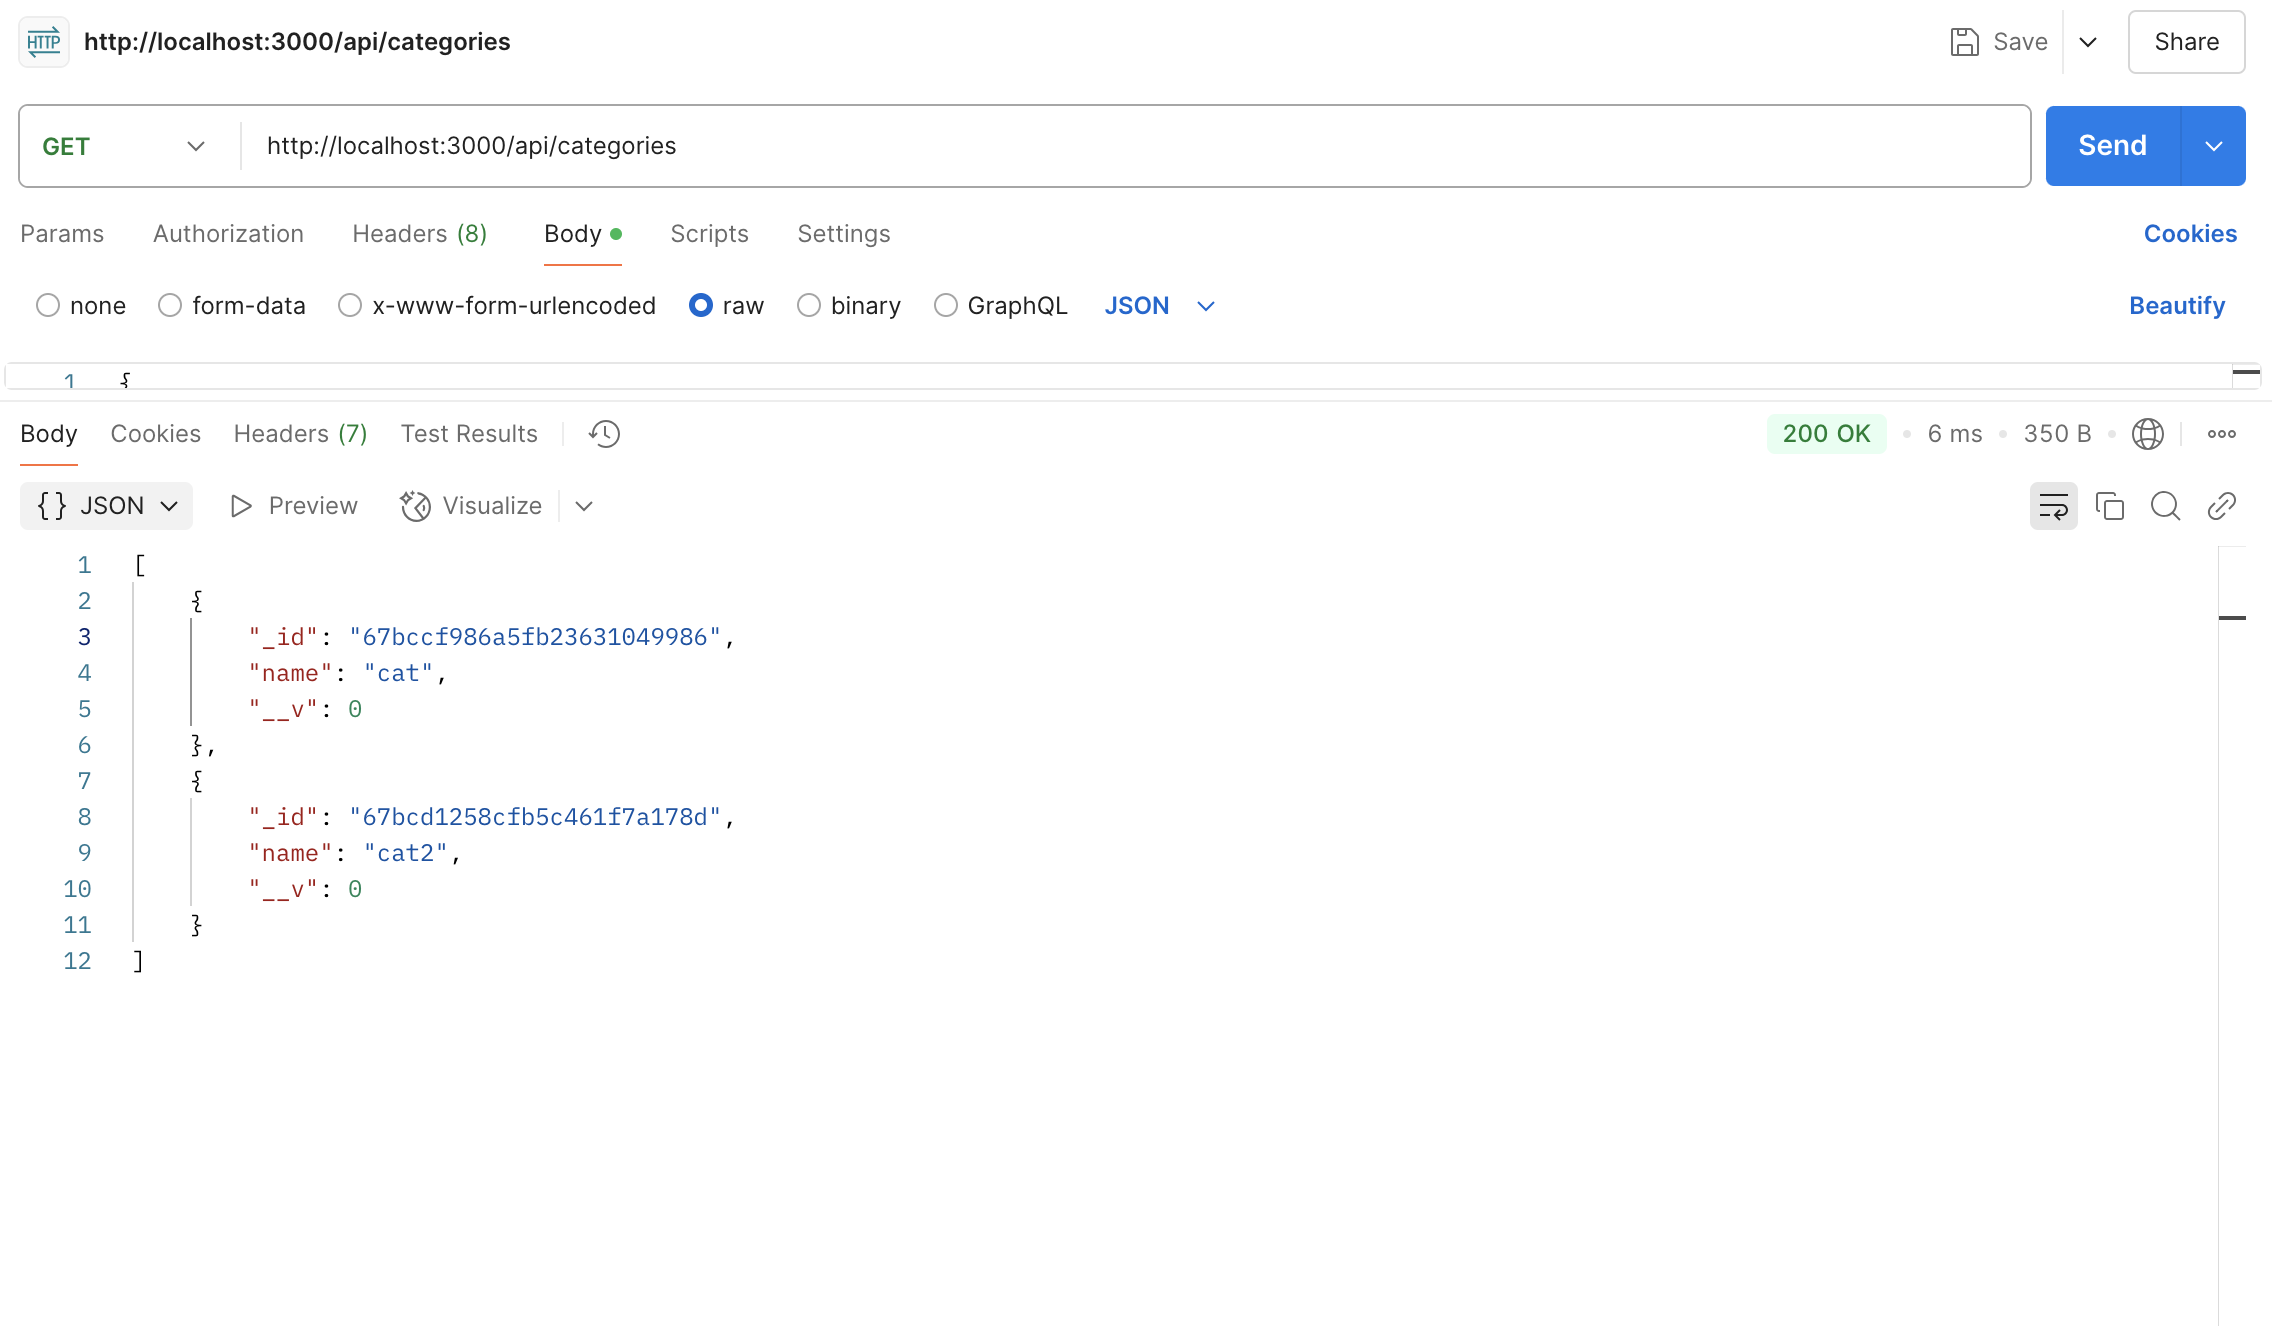 HTTP http://localhost:3000/api/categories Save Share
GET http://localhost:3000/api/categories Send
Params Authorization Headers (8) Body Scripts Settings Cookies
none form-data x-www-form-urlencoded raw binary GraphQL JSON Beautify
1 {
Body Cookies Headers (7) Test Results 200 OK • 6 ms • 350 B •
{} JSON Preview Visualize
1 [
2 {
3 "_id": "67bccf986a5fb23631049986",
4 "name": "cat",
5 "__v": 0
6 },
7 {
8 "_id": "67bcd1258cfb5c461f7a178d",
9 "name": "cat2",
10 "__v": 0
11 }
12 ]